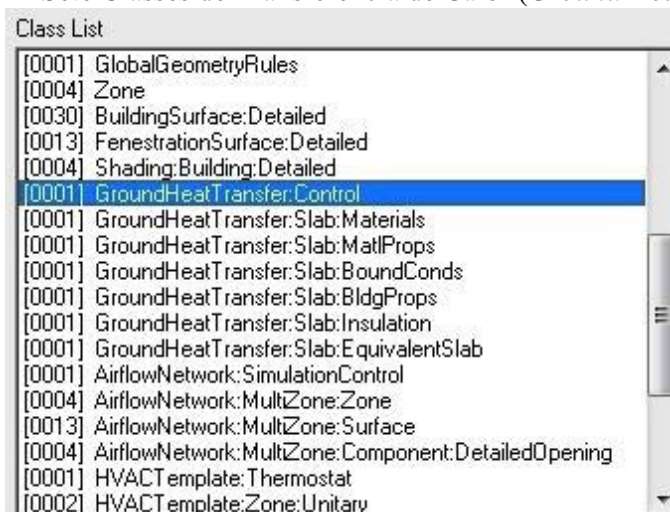 Class List
[0001] GlobalGeometryRules
[0004] Zone
[0030] BuildingSurface:Detailed
[0013] FenestrationSurface:Detailed
[0004] Shading:Building:Detailed
[0001] GroundHeatTransfer:Control
[0001] GroundHeatTransfer:Slab:Materials
[0001] GroundHeatTransfer:Slab:MatlProps
[0001] GroundHeatTransfer:Slab:BoundConds
[0001] GroundHeatTransfer:Slab:BldgProps
[0001] GroundHeatTransfer:Slab:Insulation
[0001] GroundHeatTransfer:Slab:EquivalentSlab
[0001] AirflowNetwork:SimulationControl
[0004] AirflowNetwork:MultiZone:Zone
[0013] AirflowNetwork:MultiZone:Surface
[0004] AirflowNetwork:MultiZone:Component:DetailedOpening
[0001] HVACTemplate:Thermostat
[0002] HVACTemplate:Zone:Unitary